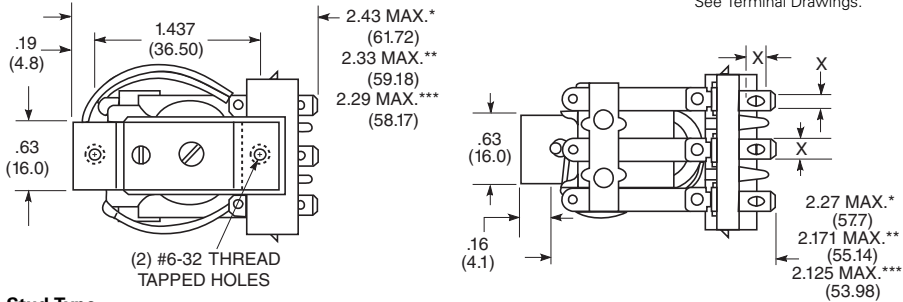 See Terminal Drawings.
.19
(4.8)
1.437
(36.50)
2.43 MAX.*
(61.72)
2.33 MAX.**
(59.18)
2.29 MAX.***
(58.17)
.63
(16.0)
(2) #6-32 THREAD
TAPPED HOLES
X
X
X
.63
(16.0)
.16
(4.1)
2.27 MAX.*
(57.7)
2.171 MAX.**
(55.14)
2.125 MAX.***
(53.98)
Stud Type